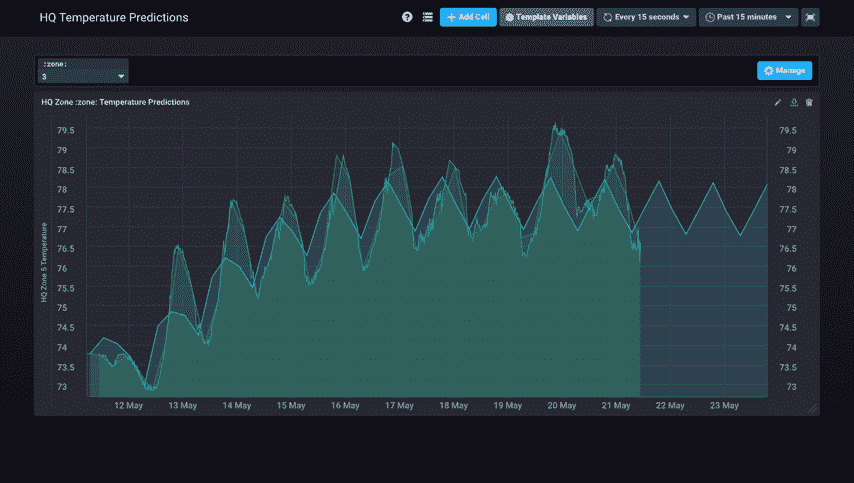 HQ Temperature Predictions
? Add Cell Template Variables Every 15 seconds Past 15 minutes
:zone:
3
Manage
HQ Zone :zone: Temperature Predictions
HQ Zone 5 Temperature
79.5 79.5
79 79
78.5 78.5
78 78
77.5 77.5
77 77
76.5 76.5
76 76
75.5 75.5
75 75
74.5 74.5
74 74
73.5 73.5
73 73
12 May 13 May 14 May 15 May 16 May 17 May 18 May 19 May 20 May 21 May 22 May 23 May